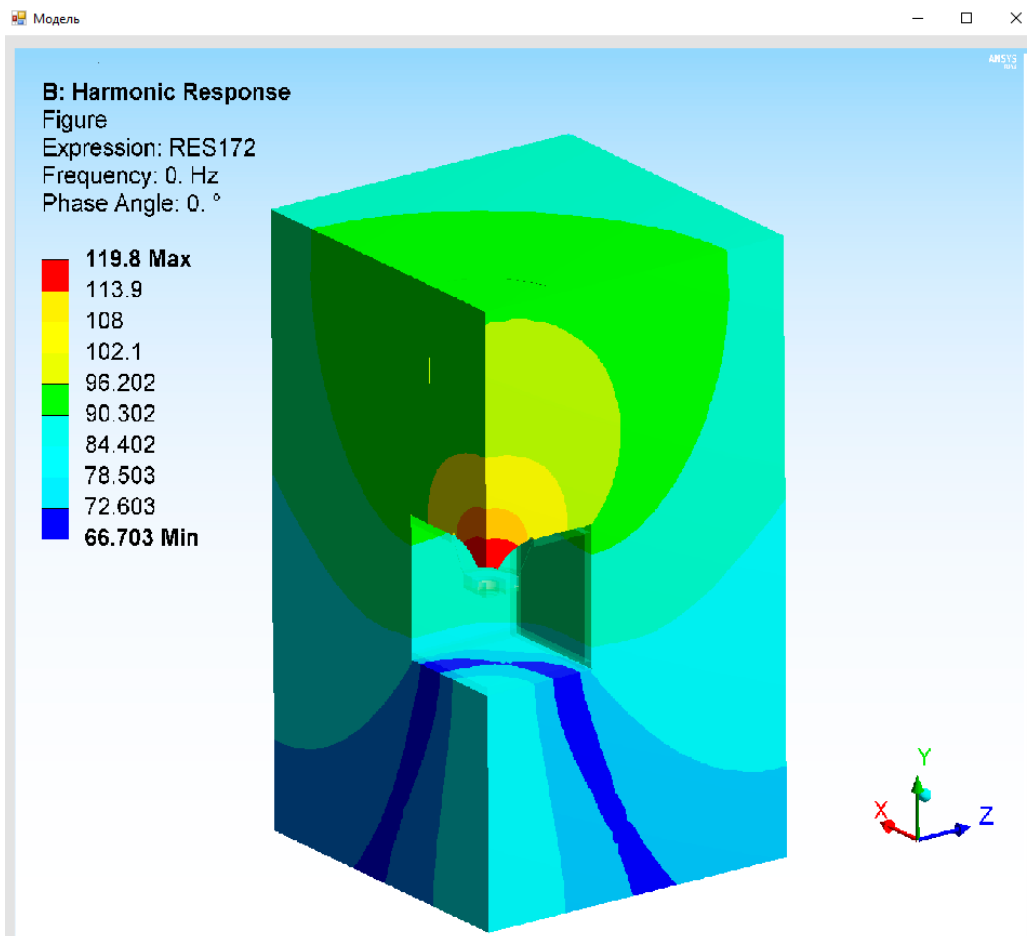 Модель
ANSYS
B: Harmonic Response
Figure
Expression: RES172
Frequency: 0. Hz
Phase Angle: 0. °
119.8 Max
113.9
108
102.1
96.202
90.302
84.402
78.503
72.603
66.703 Min
Y
X
Z